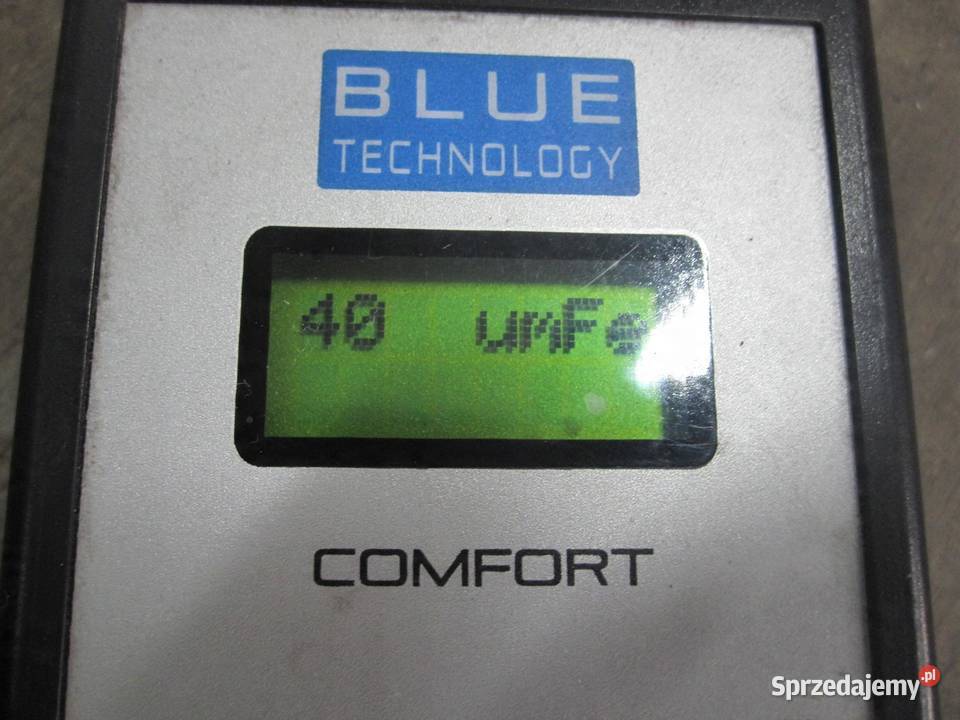 BLUE
TECHNOLOGY
40 umFe
COMFORT
Sprzedajemy.pl